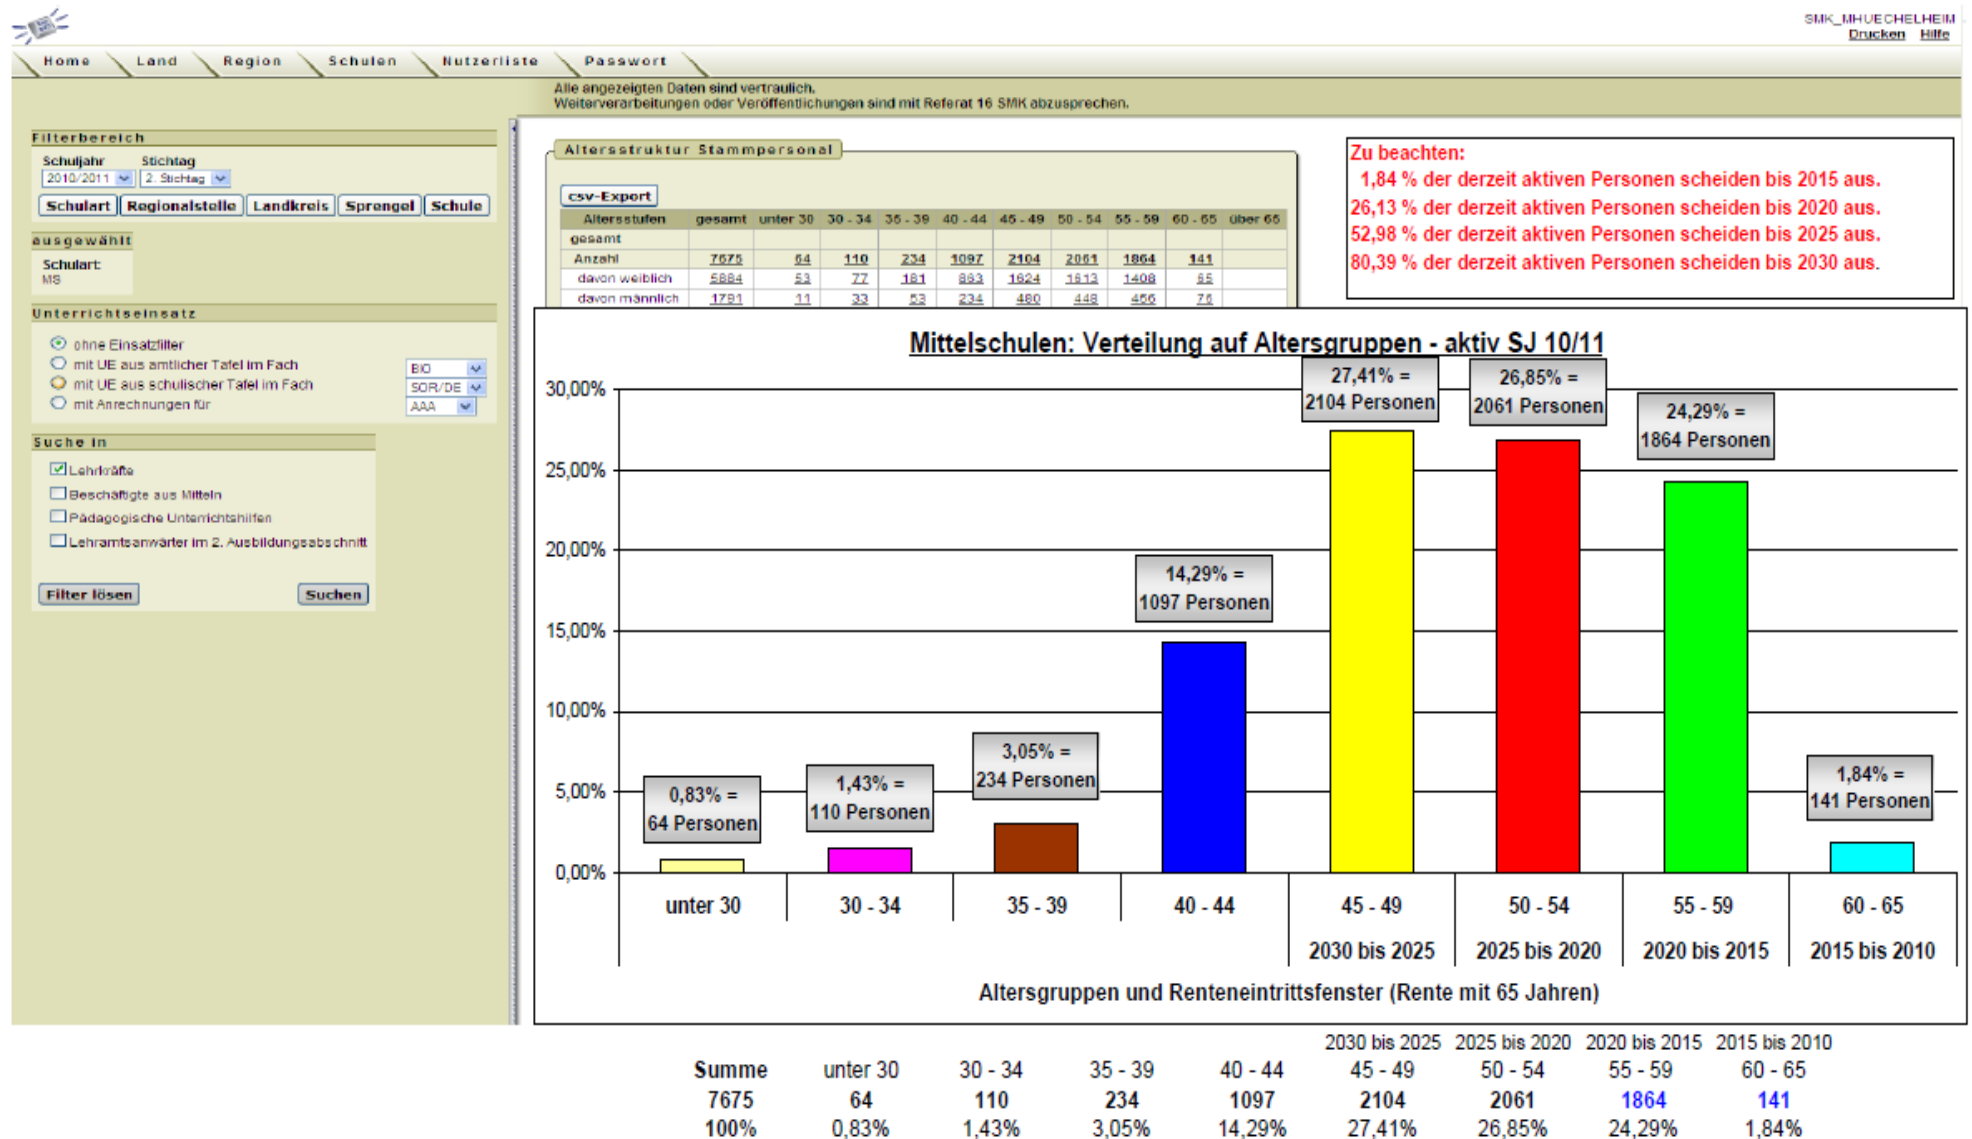 SMK_MHUECHELHEIM
Drucken Hilfe
Home Land Region Schulen Nutzerliste Passwort
Alle angezeigten Daten sind vertraulich.
Weiterverarbeitungen oder Veröffentlichungen sind mit Referat 16 SMK abzusprechen.
Filterbereich
Schuljahr Stichtag
2010/2011 2. Stichtag
Schulart Regionalstelle Landkreis Sprengel Schule
ausgewählt
Schulart:
MS
Unterrichtseinsatz
ohne Einsatzfilter
mit UE aus amtlicher Tafel im Fach BIO
mit UE aus schulischer Tafel im Fach SOR/DE
mit Anrechnungen für AAA
Suche in
Lehrkräfte
Beschäftigte aus Mitteln
Pädagogische Unterrichtshilfen
Lehramtsanwärter im 2. Ausbildungsabschnitt
Filter lösen Suchen
Altersstruktur Stammpersonal
csv-Export
Altersstufen gesamt unter 30 30 - 34 35 - 39 40 - 44 45 - 49 50 - 54 55 - 59 60 - 65 über 65
gesamt
Anzahl 7675 64 110 234 1097 2104 2061 1864 141
davon weiblich 5884 53 77 181 863 1624 1613 1408 65
davon männlich 1791 11 33 53 234 480 448 456 76
Zu beachten:
1,84 % der derzeit aktiven Personen scheiden bis 2015 aus.
26,13 % der derzeit aktiven Personen scheiden bis 2020 aus.
52,98 % der derzeit aktiven Personen scheiden bis 2025 aus.
80,39 % der derzeit aktiven Personen scheiden bis 2030 aus.
Mittelschulen: Verteilung auf Altersgruppen - aktiv SJ 10/11
30,00%
25,00%
20,00%
15,00%
10,00%
5,00%
0,00%
0,83% =
64 Personen
1,43% =
110 Personen
3,05% =
234 Personen
14,29% =
1097 Personen
27,41% =
2104 Personen
26,85% =
2061 Personen
24,29% =
1864 Personen
1,84% =
141 Personen
unter 30 30 - 34 35 - 39 40 - 44 45 - 49 50 - 54 55 - 59 60 - 65
2030 bis 2025 2025 bis 2020 2020 bis 2015 2015 bis 2010
Altersgruppen und Renteneintrittsfenster (Rente mit 65 Jahren)
2030 bis 2025 2025 bis 2020 2020 bis 2015 2015 bis 2010
Summe unter 30 30 - 34 35 - 39 40 - 44 45 - 49 50 - 54 55 - 59 60 - 65
7675 64 110 234 1097 2104 2061 1864 141
100% 0,83% 1,43% 3,05% 14,29% 27,41% 26,85% 24,29% 1,84%